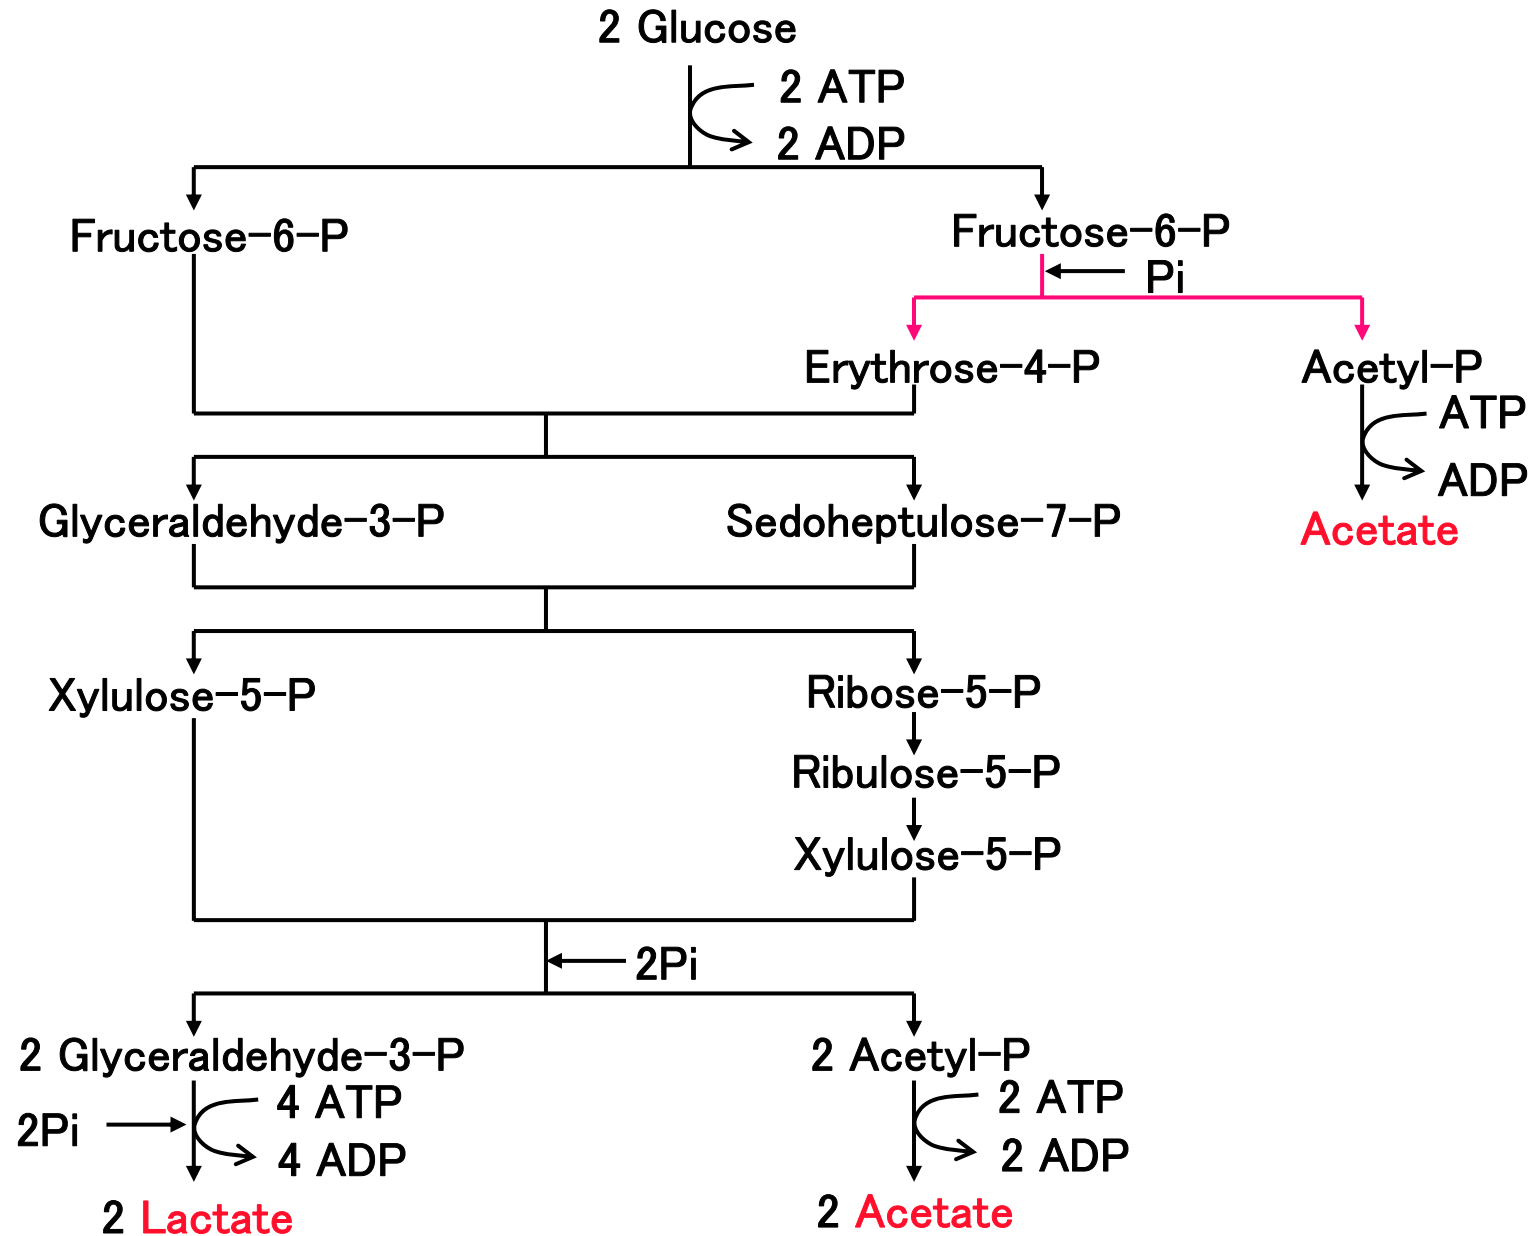 2 Glucose
2 ATP
2 ADP
Fructose-6-P
Fructose-6-P
Pi
Erythrose-4-P
Acetyl-P
ATP
ADP
Glyceraldehyde-3-P
Sedoheptulose-7-P
Acetate
Xylulose-5-P
Ribose-5-P
Ribulose-5-P
Xylulose-5-P
2Pi
2 Glyceraldehyde-3-P
2 Acetyl-P
4 ATP
2 ATP
2Pi
4 ADP
2 ADP
2 Lactate
2 Acetate